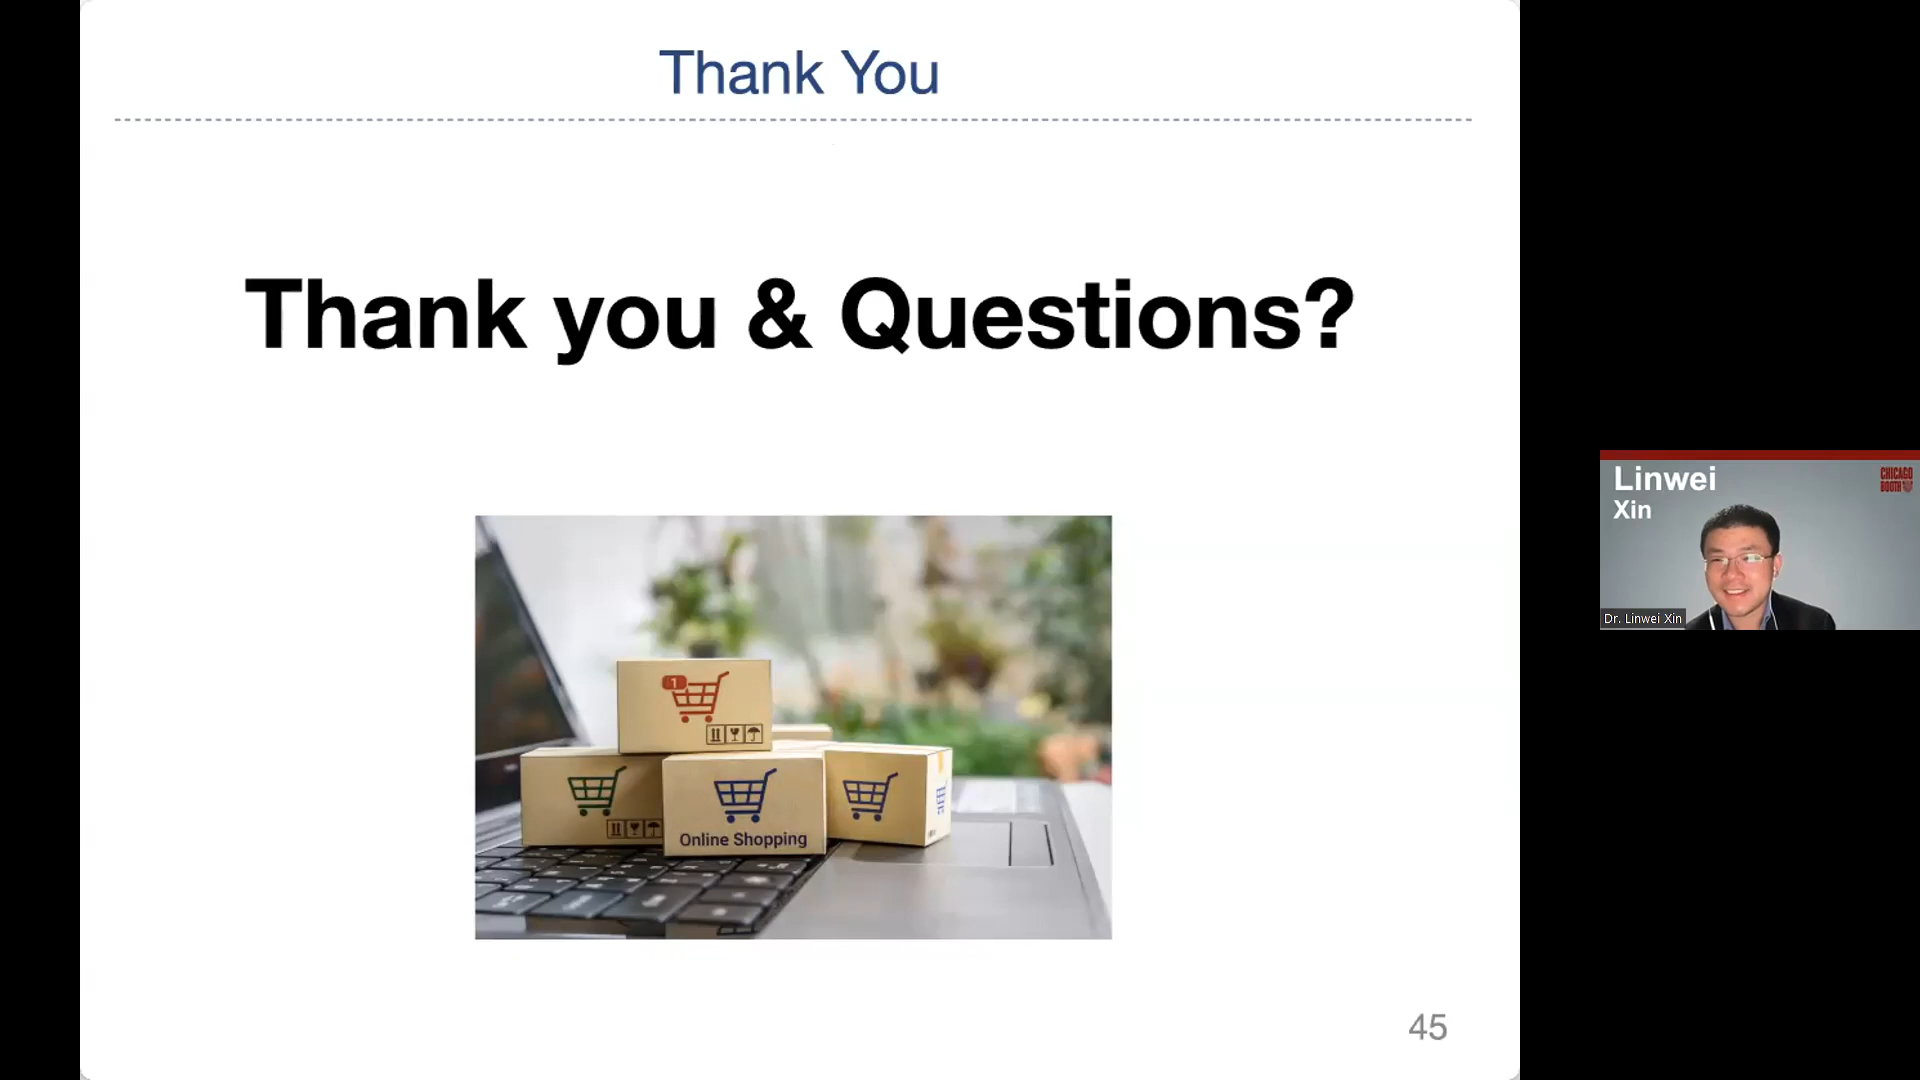 Thank You
Thank you & Questions?
1
Online Shopping
45
Linwei
Xin
CHICAGO
BOOTH
Dr. Linwei Xin